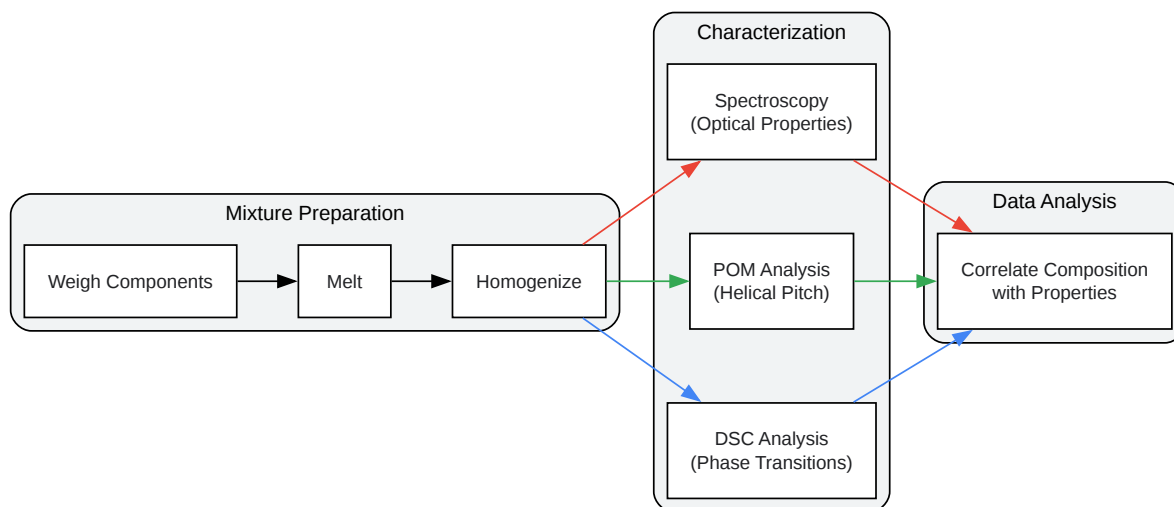 Mixture Preparation
Weigh Components
Melt
Homogenize
Characterization
Spectroscopy
(Optical Properties)
POM Analysis
(Helical Pitch)
DSC Analysis
(Phase Transitions)
Data Analysis
Correlate Composition
with Properties